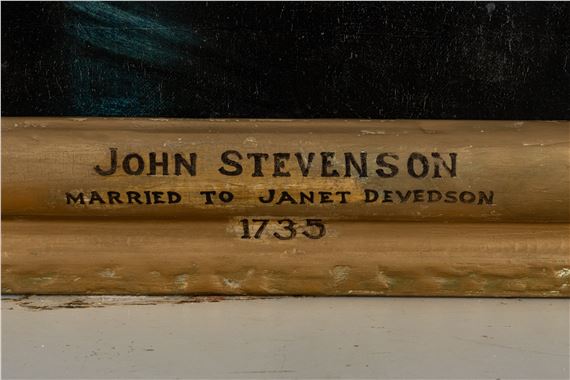 JOHN STEVENSON
MARRIED TO JANET DEVEDSON
1735